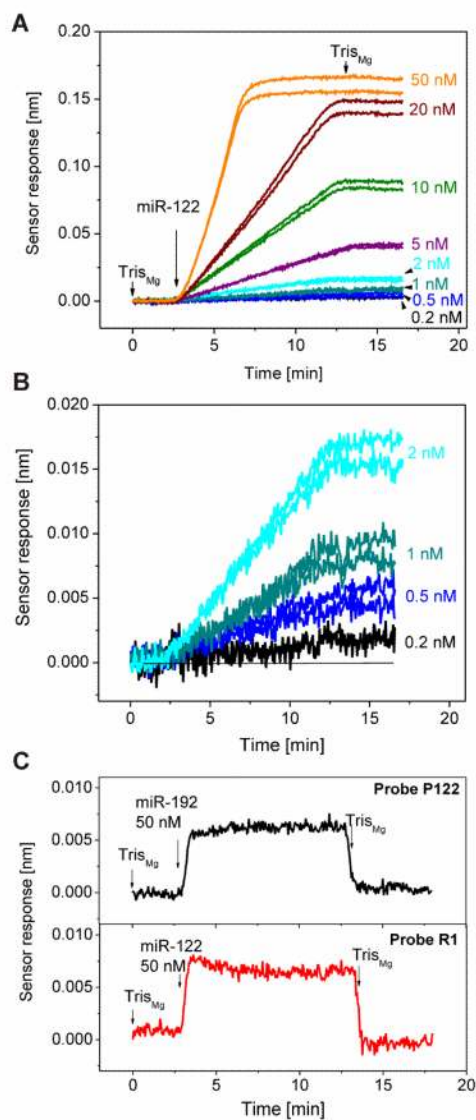 A
Sensor response [nm]
0.20
0.15
0.10
0.05
0.00
Tris_Mg
miR-122
Tris_Mg
50 nM
20 nM
10 nM
5 nM
2 nM
1 nM
0.5 nM
0.2 nM
0 5 10 15 20
Time [min]
B
Sensor response [nm]
0.020
0.015
0.010
0.005
0.000
2 nM
1 nM
0.5 nM
0.2 nM
0 5 10 15 20
Time [min]
C
Sensor response [nm]
0.010
0.005
0.000
Probe P122
miR-192
50 nM
Tris_Mg
Tris_Mg
0.010
0.005
0.000
Probe R1
miR-122
50 nM
Tris_Mg
Tris_Mg
0 5 10 15 20
Time [min]